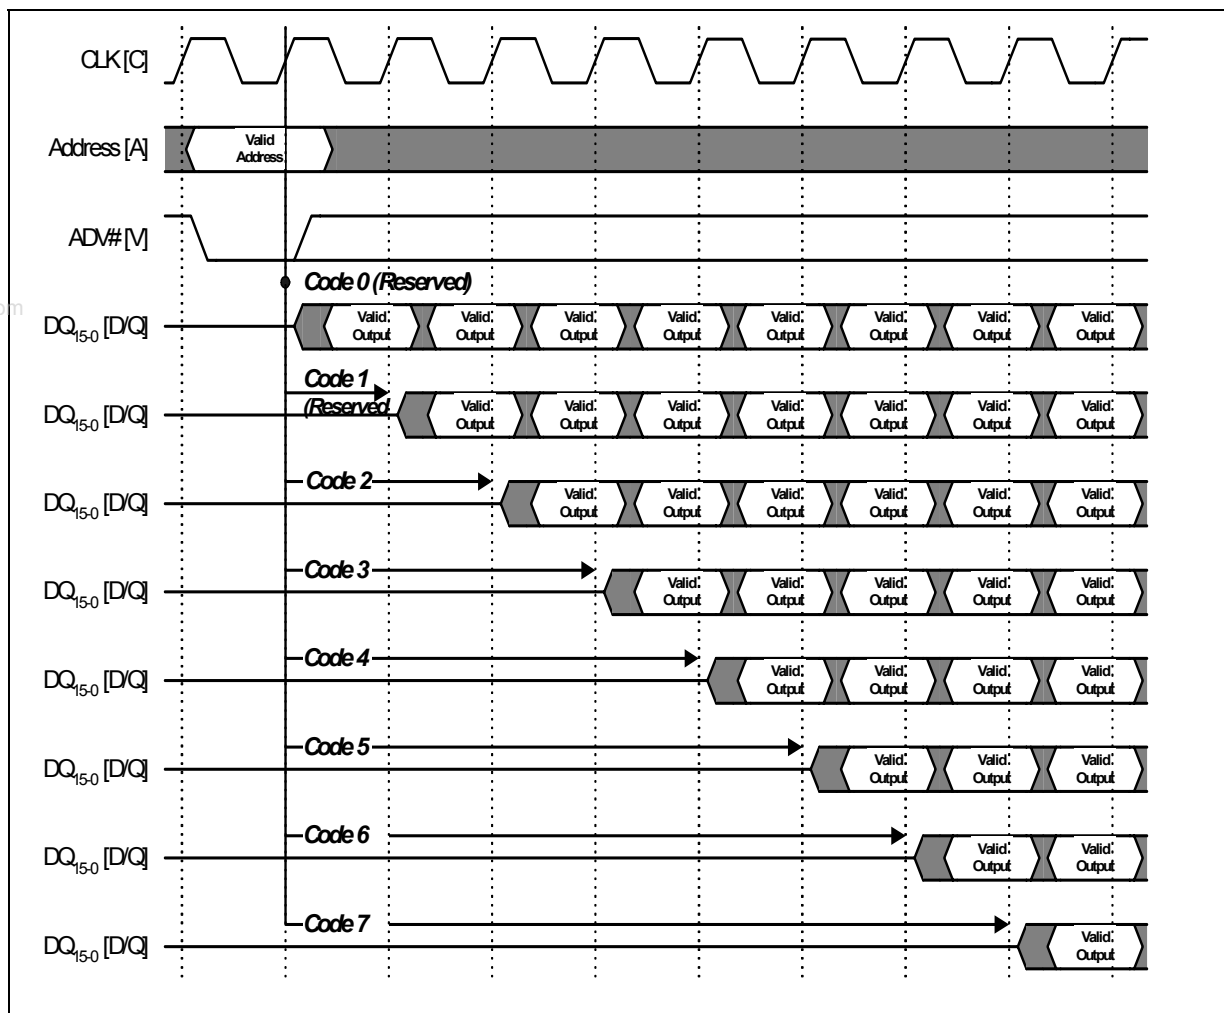 CLK [C]
Address [A]
Valid
Address
ADV# [V]
Code 0 (Reserved)
om
DQ15-0 [D/Q]
Valid Output Valid Output Valid Output Valid Output Valid Output Valid Output Valid Output Valid Output
Code 1
(Reserved
DQ15-0 [D/Q]
Valid Output Valid Output Valid Output Valid Output Valid Output Valid Output Valid Output
Code 2
DQ15-0 [D/Q]
Valid Output Valid Output Valid Output Valid Output Valid Output Valid Output
Code 3
DQ15-0 [D/Q]
Valid Output Valid Output Valid Output Valid Output Valid Output
Code 4
DQ15-0 [D/Q]
Valid Output Valid Output Valid Output Valid Output
Code 5
DQ15-0 [D/Q]
Valid Output Valid Output Valid Output
Code 6
DQ15-0 [D/Q]
Valid Output Valid Output
Code 7
DQ15-0 [D/Q]
Valid Output